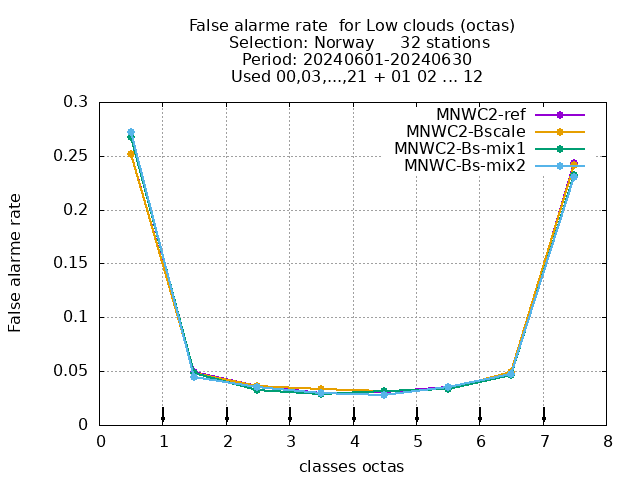 False alarme rate  for Low clouds (octas)
Selection: Norway     32 stations
Period: 20240601-20240630
Used 00,03,...,21 + 01 02 ... 12
MNWC2-ref
MNWC2-Bscale
MNWC2-Bs-mix1
MNWC-Bs-mix2
False alarme rate
0.3
0.25
0.2
0.15
0.1
0.05
0
0 1 2 3 4 5 6 7 8
classes octas